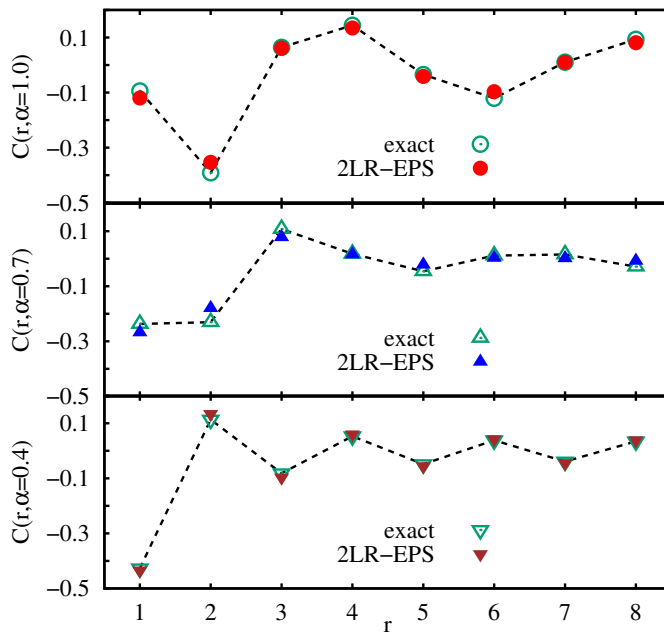 C(r,α=1.0)
0.1
−0.1
−0.3
−0.5
exact
2LR−EPS
C(r,α=0.7)
0.1
−0.1
−0.3
−0.5
exact
2LR−EPS
C(r,α=0.4)
0.1
−0.1
−0.3
−0.5
exact
2LR−EPS
1 2 3 4 5 6 7 8
r